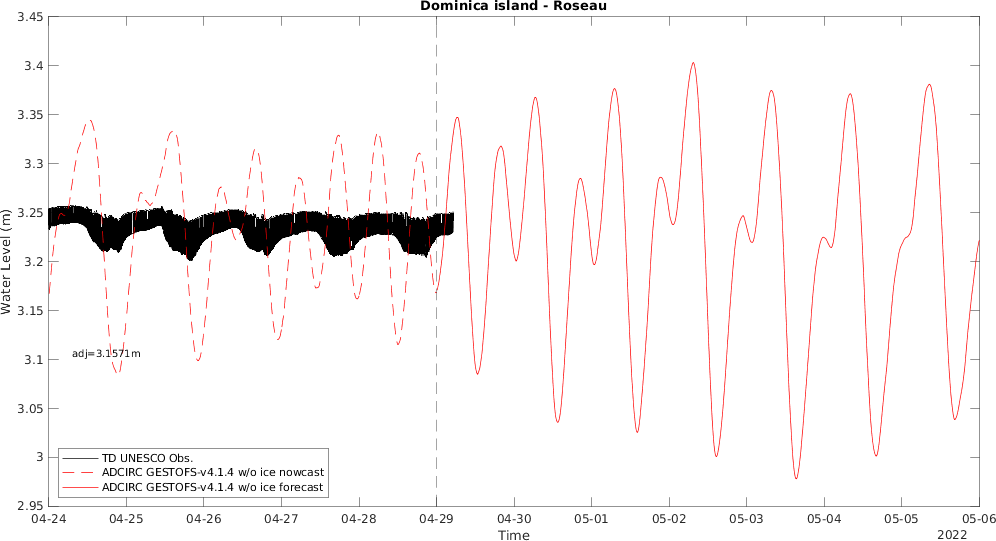 Dominica island - Roseau
3.45
3.4
3.35
3.3
3.25
3.2
3.15
3.1
3.05
3
2.95
Water Level (m)
adj=3.1571m
TD UNESCO Obs.
ADCIRC GESTOFS-v4.1.4 w/o ice nowcast
ADCIRC GESTOFS-v4.1.4 w/o ice forecast
04-24 04-25 04-26 04-27 04-28 04-29 04-30 05-01 05-02 05-03 05-04 05-05 05-06
Time
2022